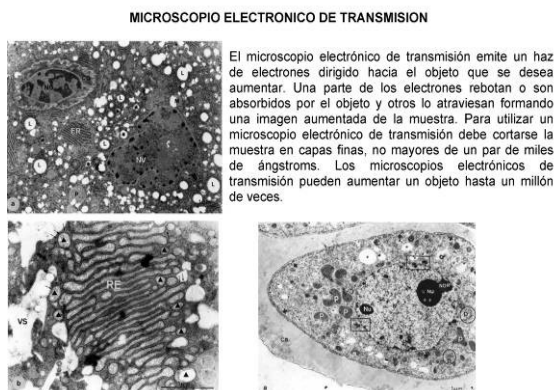 MICROSCOPIO ELECTRONICO DE TRANSMISION
El microscopio electrónico de transmisión emite un haz
de electrones dirigido hacia el objeto que se desea
aumentar. Una parte de los electrones rebotan o son
absorbidos por el objeto y otros lo atraviesan formando
una imagen aumentada de la muestra. Para utilizar un
microscopio electrónico de transmisión debe cortarse la
muestra en capas finas, no mayores de un par de miles
de ángstroms. Los microscopios electrónicos de
transmisión pueden aumentar un objeto hasta un millón
de veces.
L
L
L
L
L
L
L
ER
NV
a
RE
VS
b
Nu
Nu
CB
P
P
P